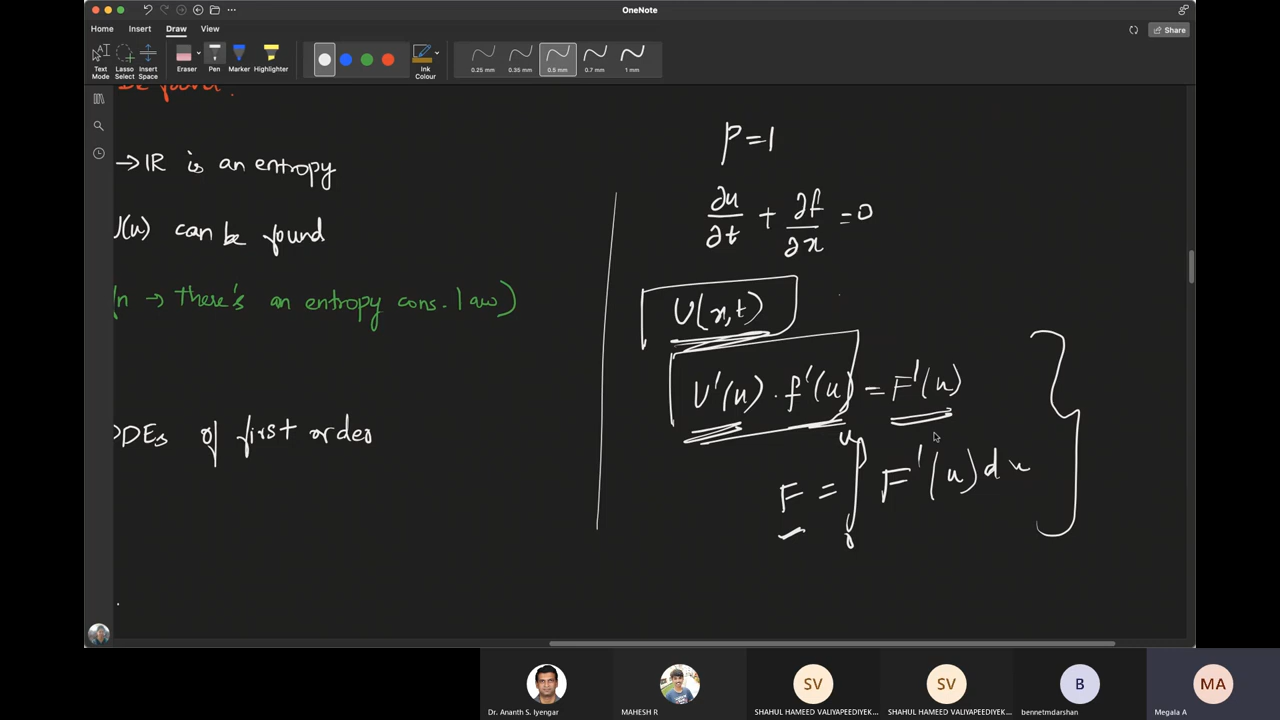 OneNote
Home Insert Draw View
Share
Text Mode
Lasso Select
Insert Space
Eraser
Pen
Marker
Highlighter
Ink Colour
0.25 mm
0.35 mm
0.5 mm
0.7 mm
1 mm
be found.
→ IR is an entropy
U(u) can be found
→ There's an entropy cons. law)
PDEs of first order
p=1
∂u/∂t + ∂f/∂x = 0
U(x,t)
U'(u) · f'(u) = F'(u)
F = ∫ F'(u) du
Dr. Ananth S. Iyengar
MAHESH R
SV
SHAHUL HAMEED VALIYAPEEDIYEK...
SV
SHAHUL HAMEED VALIYAPEEDIYEK...
B
bennetmdarshan
MA
Megala A